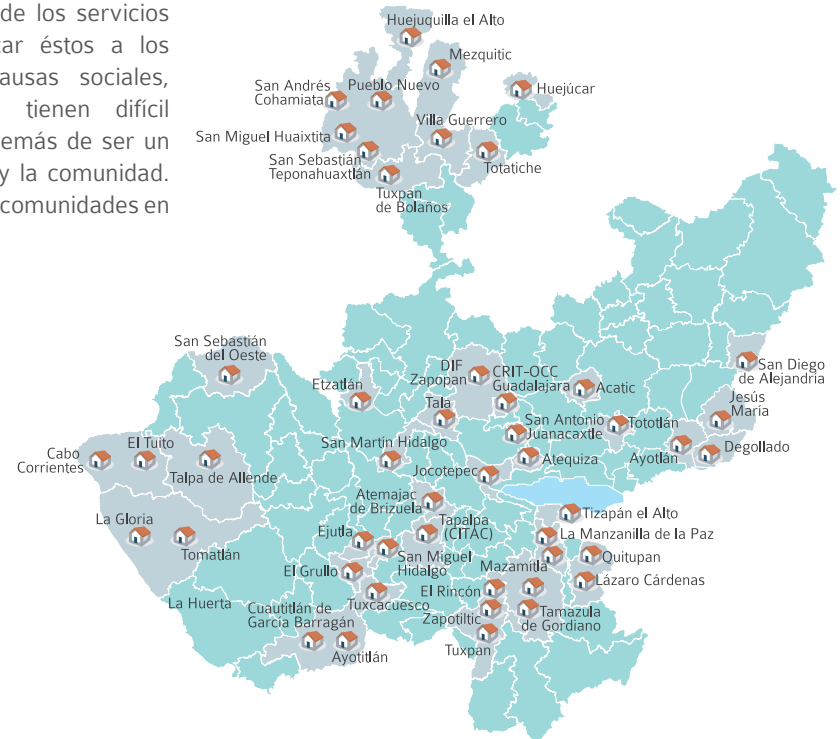 de los servicios
ar éstos a los
ausas sociales,
tienen difícil
emás de ser un
y la comunidad.
comunidades en
Huejuquilla el Alto
Mezquitic
San Andrés
Cohamiata
Pueblo Nuevo
Huejúcar
Villa Guerrero
San Miguel Huaixtita
San Sebastián
Teponahuaxtlán
Totatiche
Tuxpan
de Bolaños
San Sebastián
del Oeste
Etzatlán
DIF
Zapopan
CRIT-OCC
Guadalajara
Acatic
San Diego
de Alejandria
Tala
Jesús
María
San Antonio
Juanacaxtle
Tototlán
Cabo
Corrientes
El Tuito
Talpa de Allende
San Martín Hidalgo
Jocotepec
Atequiza
Ayotlán
Degollado
Atemajac
de Brizuela
La Gloria
Tomatlán
Ejutla
Tapalpa
(CITAC)
Tizapán el Alto
La Manzanilla de la Paz
San Miguel
Hidalgo
Mazamitla
Quitupan
El Grullo
El Rincón
Lázaro Cárdenas
La Huerta
Tuxcacuesco
Cuautitlán de
García Barragán
Zapotiltic
Tamazula
de Gordiano
Ayotitlán
Tuxpan